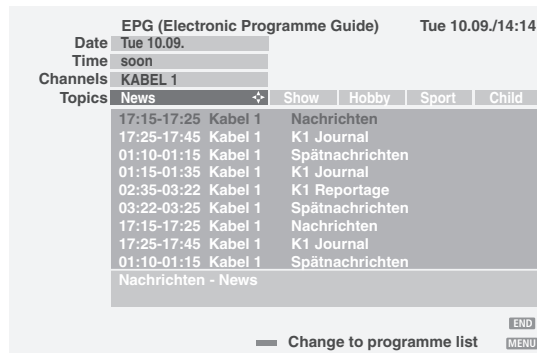 EPG (Electronic Programme Guide) Tue 10.09./14:14
Date Tue 10.09.
Time soon
Channels KABEL 1
Topics News Show Hobby Sport Child
17:15-17:25 Kabel 1 Nachrichten
17:25-17:45 Kabel 1 K1 Journal
01:10-01:15 Kabel 1 Spätnachrichten
01:15-01:35 Kabel 1 K1 Journal
02:35-03:22 Kabel 1 K1 Reportage
03:22-03:25 Kabel 1 Spätnachrichten
17:15-17:25 Kabel 1 Nachrichten
17:25-17:45 Kabel 1 K1 Journal
01:10-01:15 Kabel 1 Spätnachrichten
Nachrichten - News
END
Change to programme list MENU